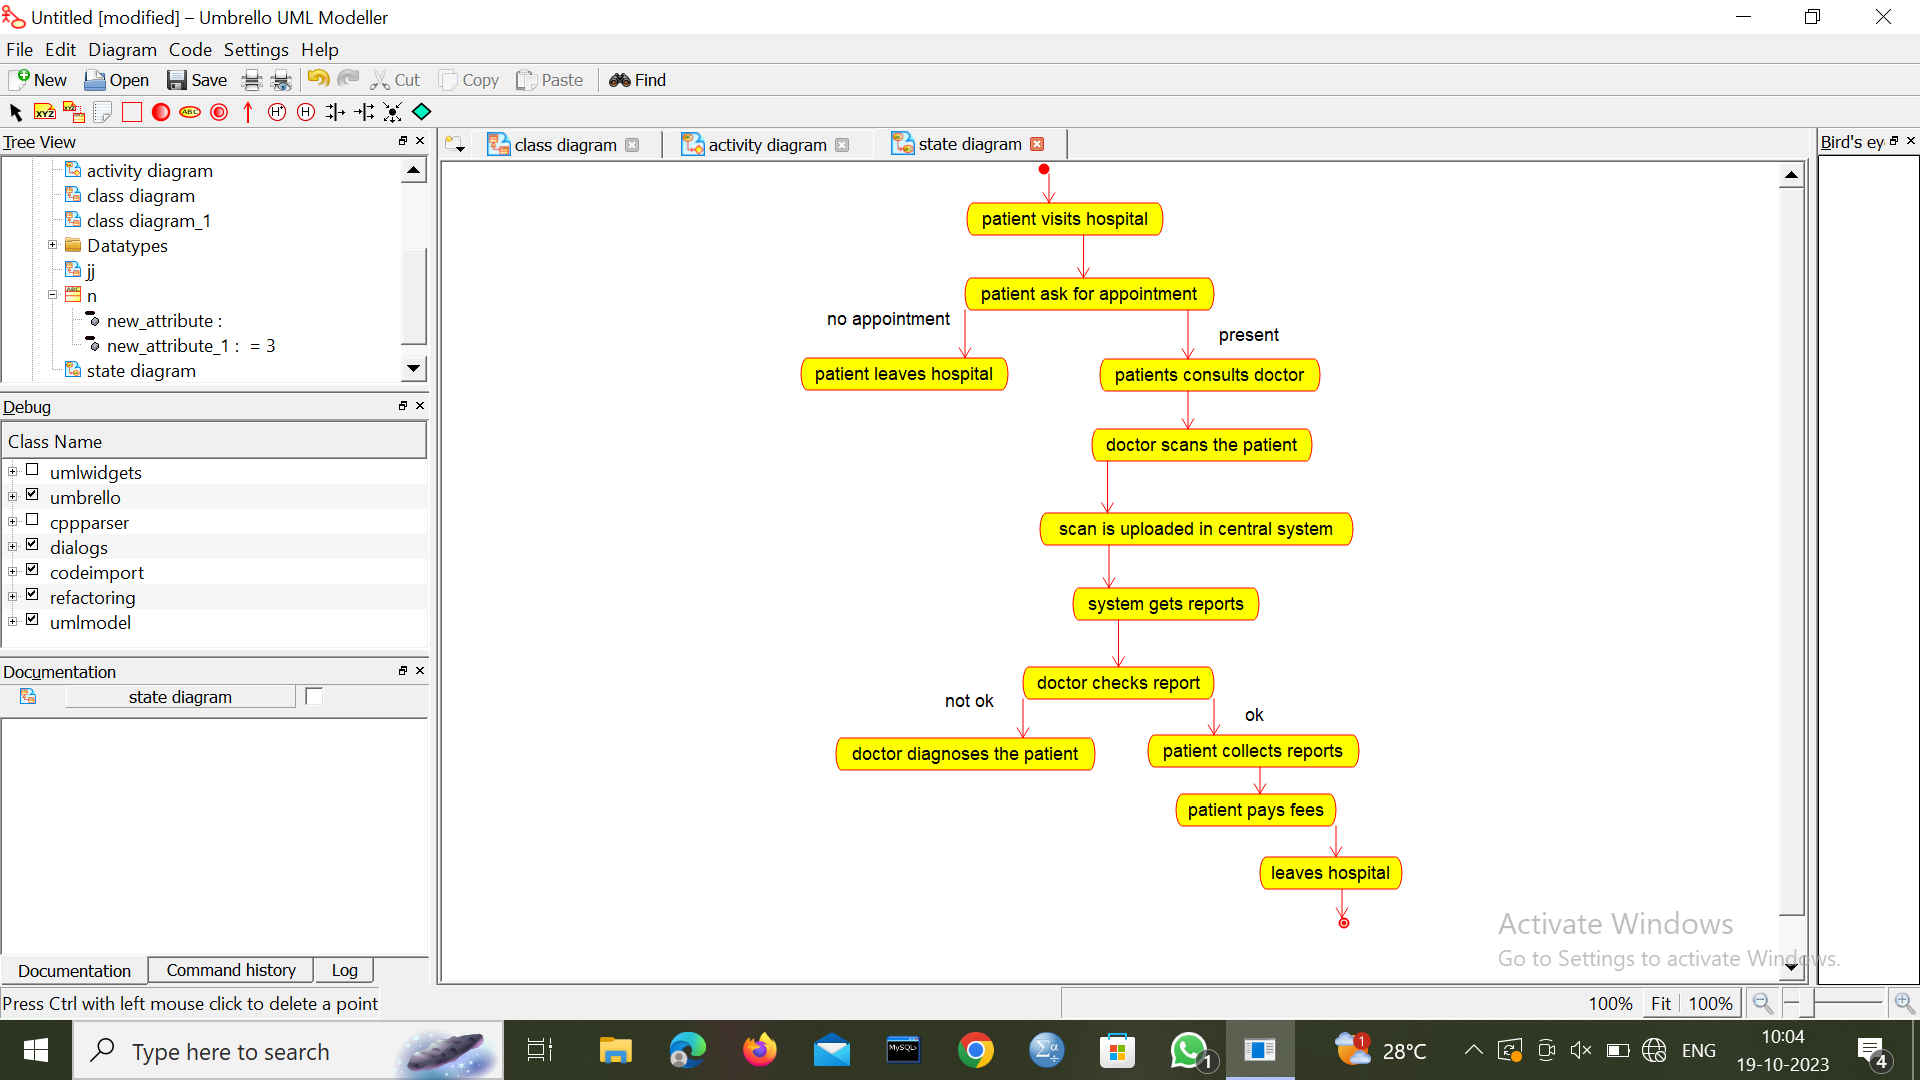 Untitled [modified] – Umbrello UML Modeller
File Edit Diagram Code Settings Help
New Open Save Cut Copy Paste Find
XYZ XYZ ABC H* H
Tree View
activity diagram
class diagram
class diagram_1
Datatypes
jj
n
new_attribute :
new_attribute_1 : = 3
state diagram
Debug
Class Name
umlwidgets
umbrello
cppparser
dialogs
codeimport
refactoring
umlmodel
Documentation
state diagram
Documentation Command history Log
Press Ctrl with left mouse click to delete a point
class diagram activity diagram state diagram
patient visits hospital
patient ask for appointment
no appointment
present
patient leaves hospital
patients consults doctor
doctor scans the patient
scan is uploaded in central system
system gets reports
doctor checks report
not ok
ok
doctor diagnoses the patient
patient collects reports
patient pays fees
leaves hospital
Bird's ey
Activate Windows
Go to Settings to activate Windows.
100% Fit 100%
Type here to search
MySQL
1
1
28°C
ENG
10:04
19-10-2023
4